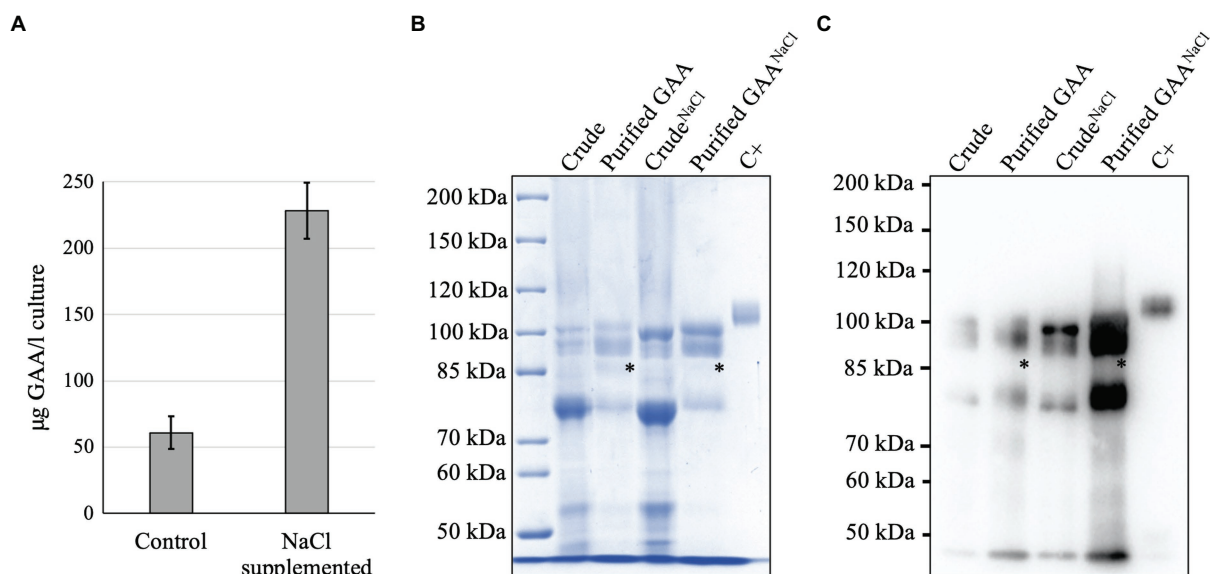 A
B
C
µg GAA/l culture
250
200
150
100
50
0
Control
NaCl
supplemented
Crude
Purified GAA
Crude^NaCl
Purified GAA^NaCl
C+
200 kDa
150 kDa
120 kDa
100 kDa
85 kDa
70 kDa
60 kDa
50 kDa
*
*
Crude
Purified GAA
Crude^NaCl
Purified GAA^NaCl
C+
200 kDa
150 kDa
120 kDa
100 kDa
85 kDa
70 kDa
60 kDa
50 kDa
*
*